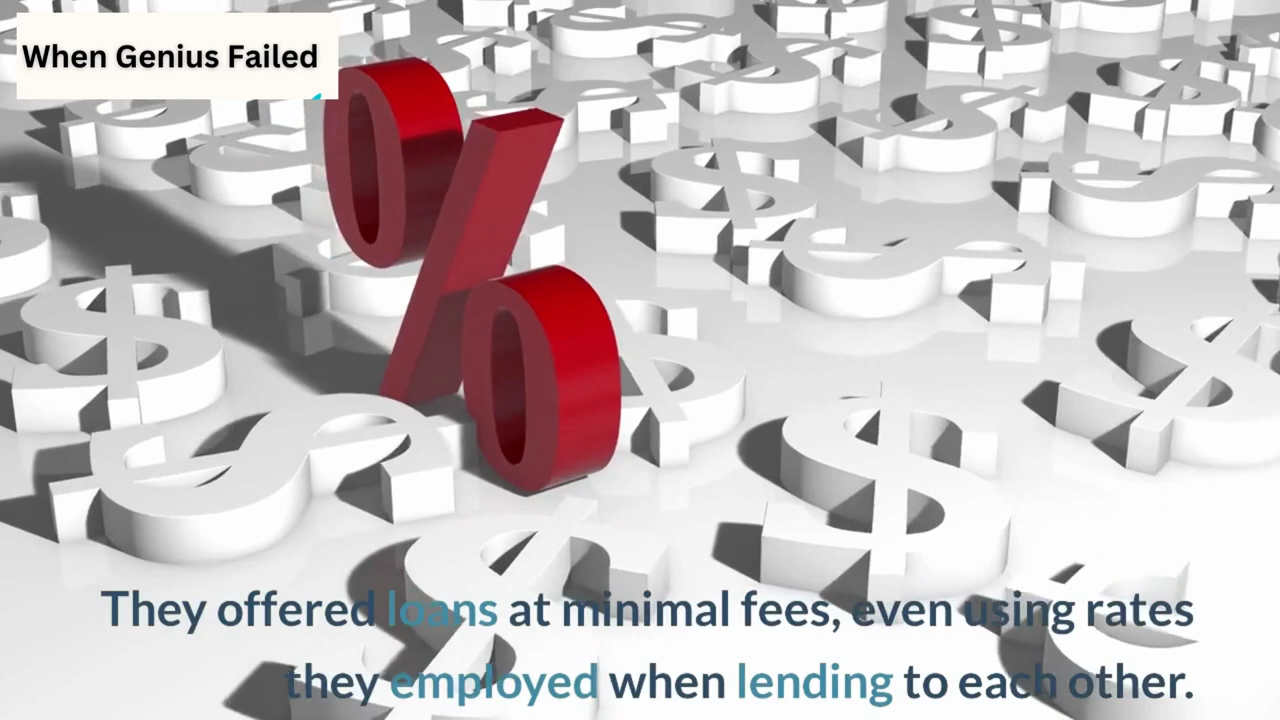 When Genius Failed
They offered loans at minimal fees, even using rates
they employed when lending to each other.